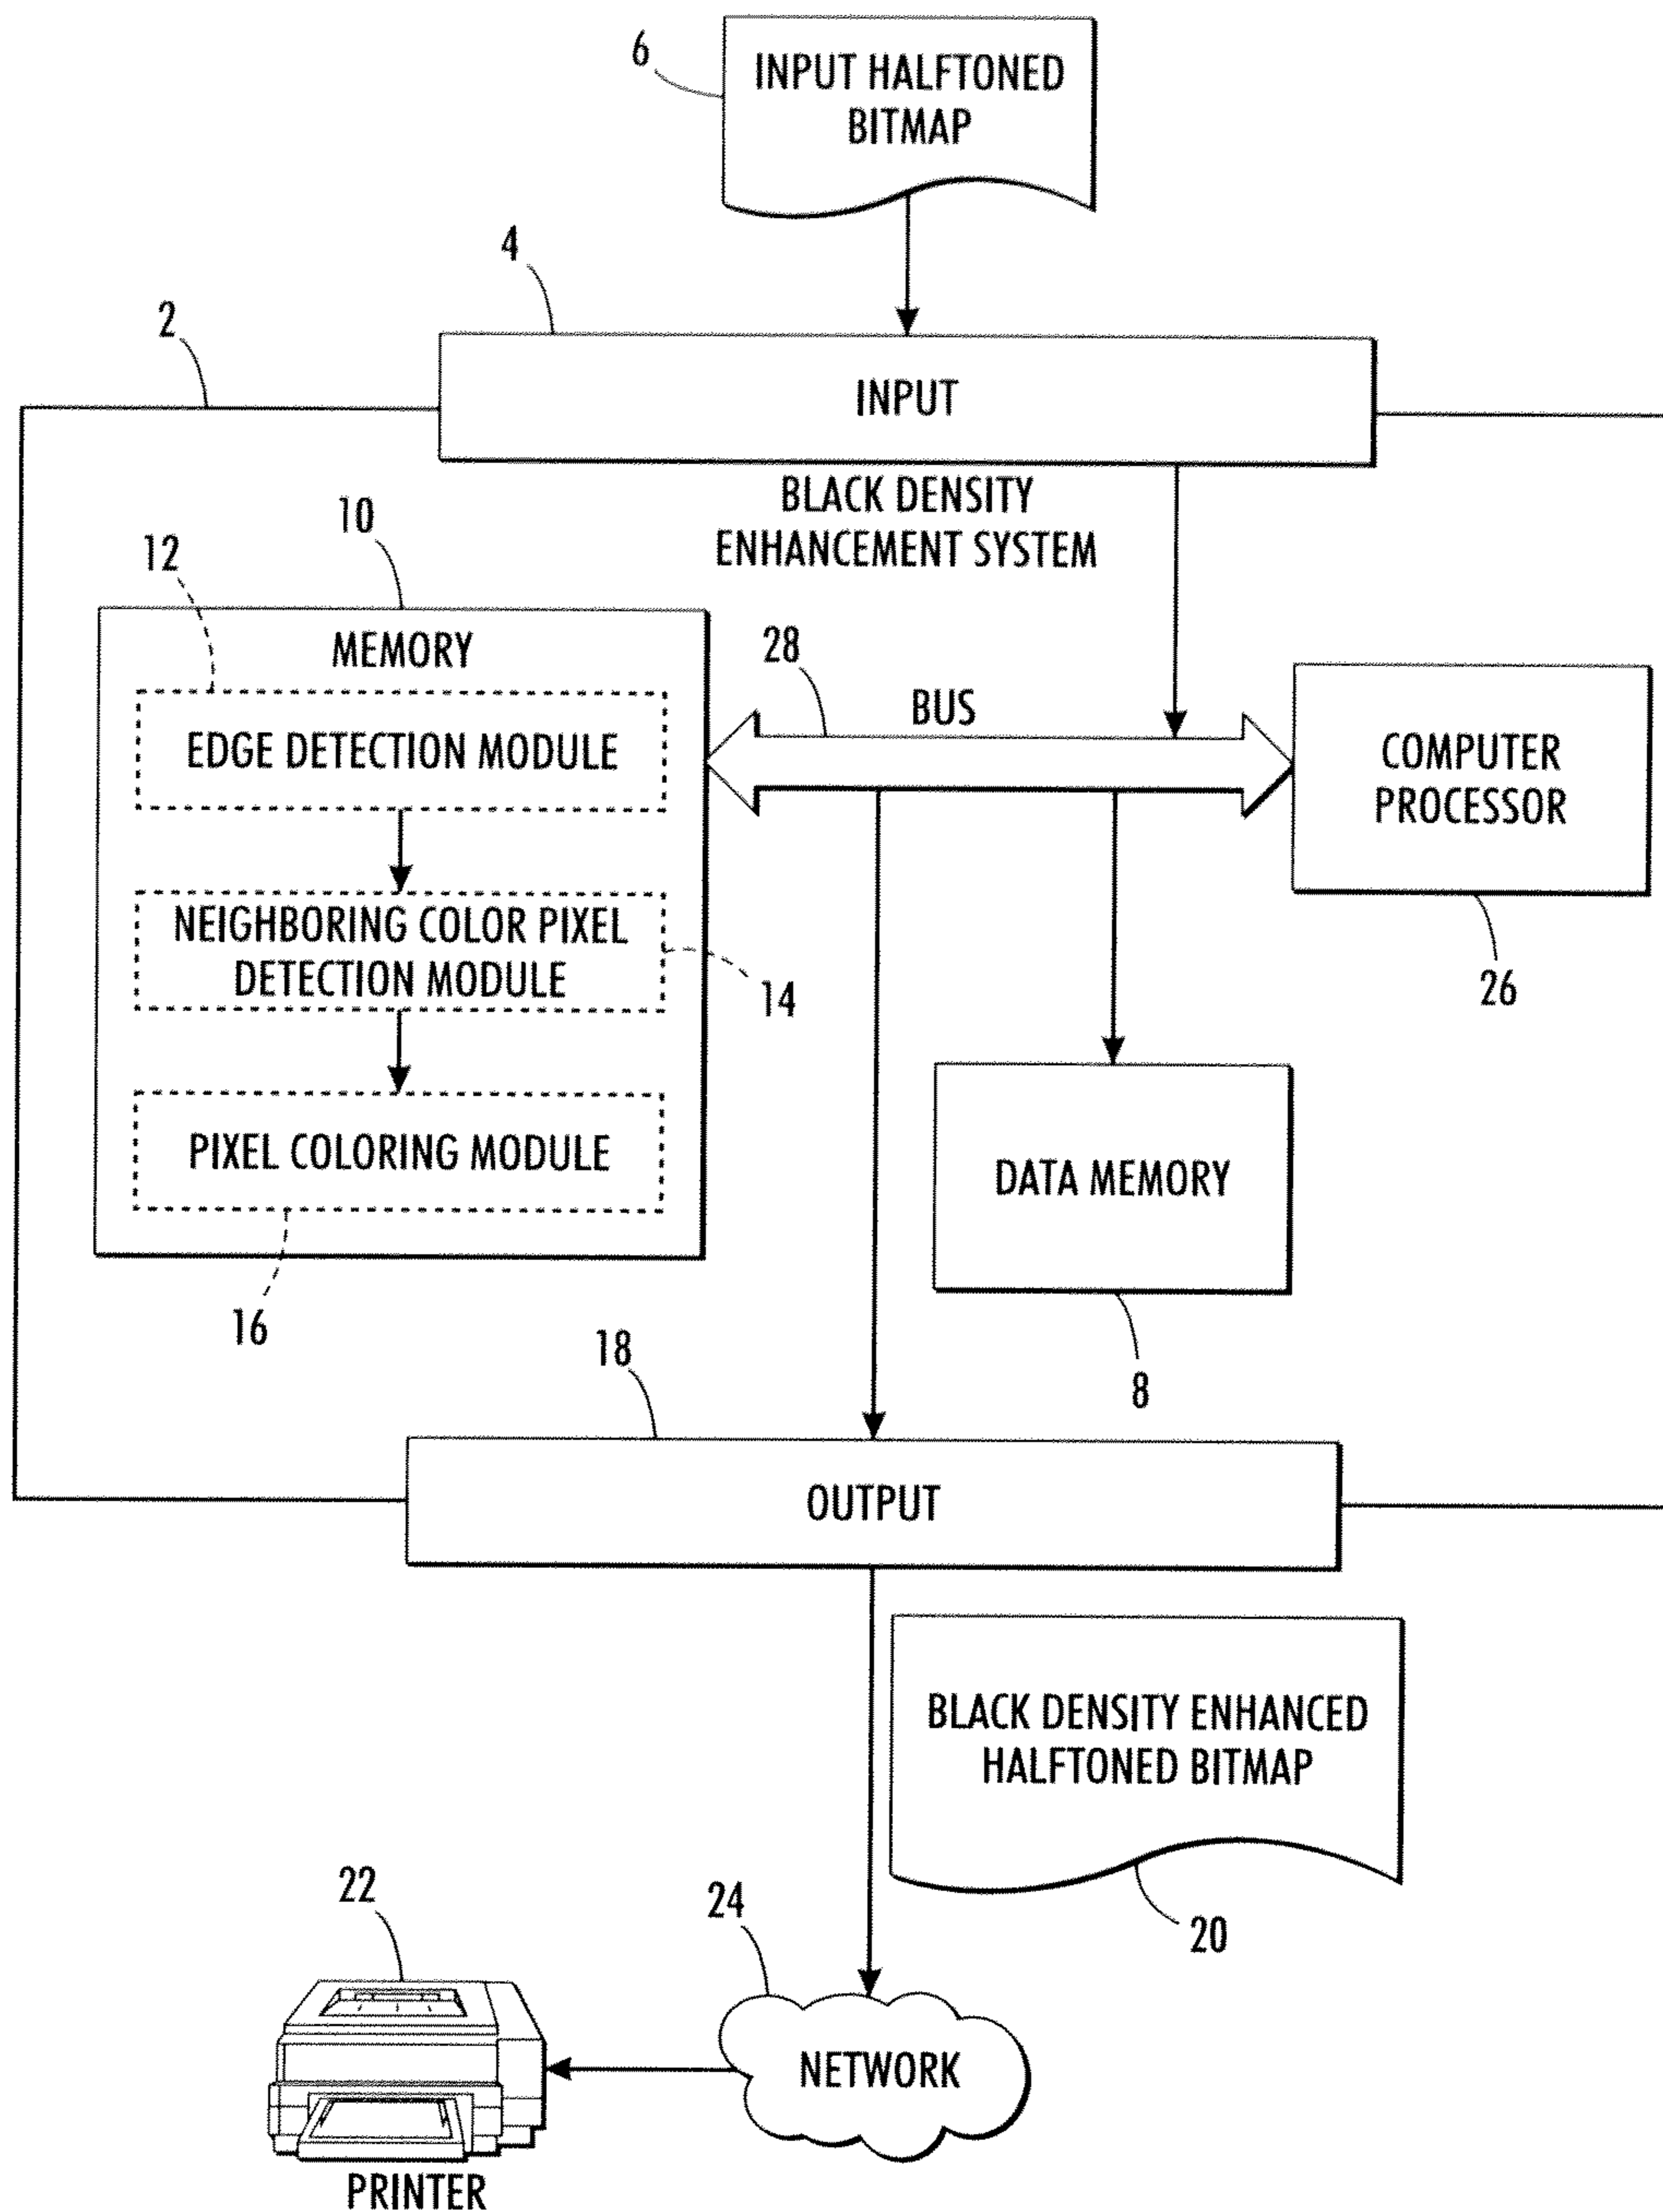 6
INPUT HALFTONED
BITMAP
4
2
INPUT
BLACK DENSITY
ENHANCEMENT SYSTEM
10
12
MEMORY
28
BUS
EDGE DETECTION MODULE
COMPUTER
PROCESSOR
NEIGHBORING COLOR PIXEL
DETECTION MODULE
14
26
PIXEL COLORING MODULE
DATA MEMORY
16
18
8
OUTPUT
BLACK DENSITY ENHANCED
HALFTONED BITMAP
22
24
20
NETWORK
PRINTER